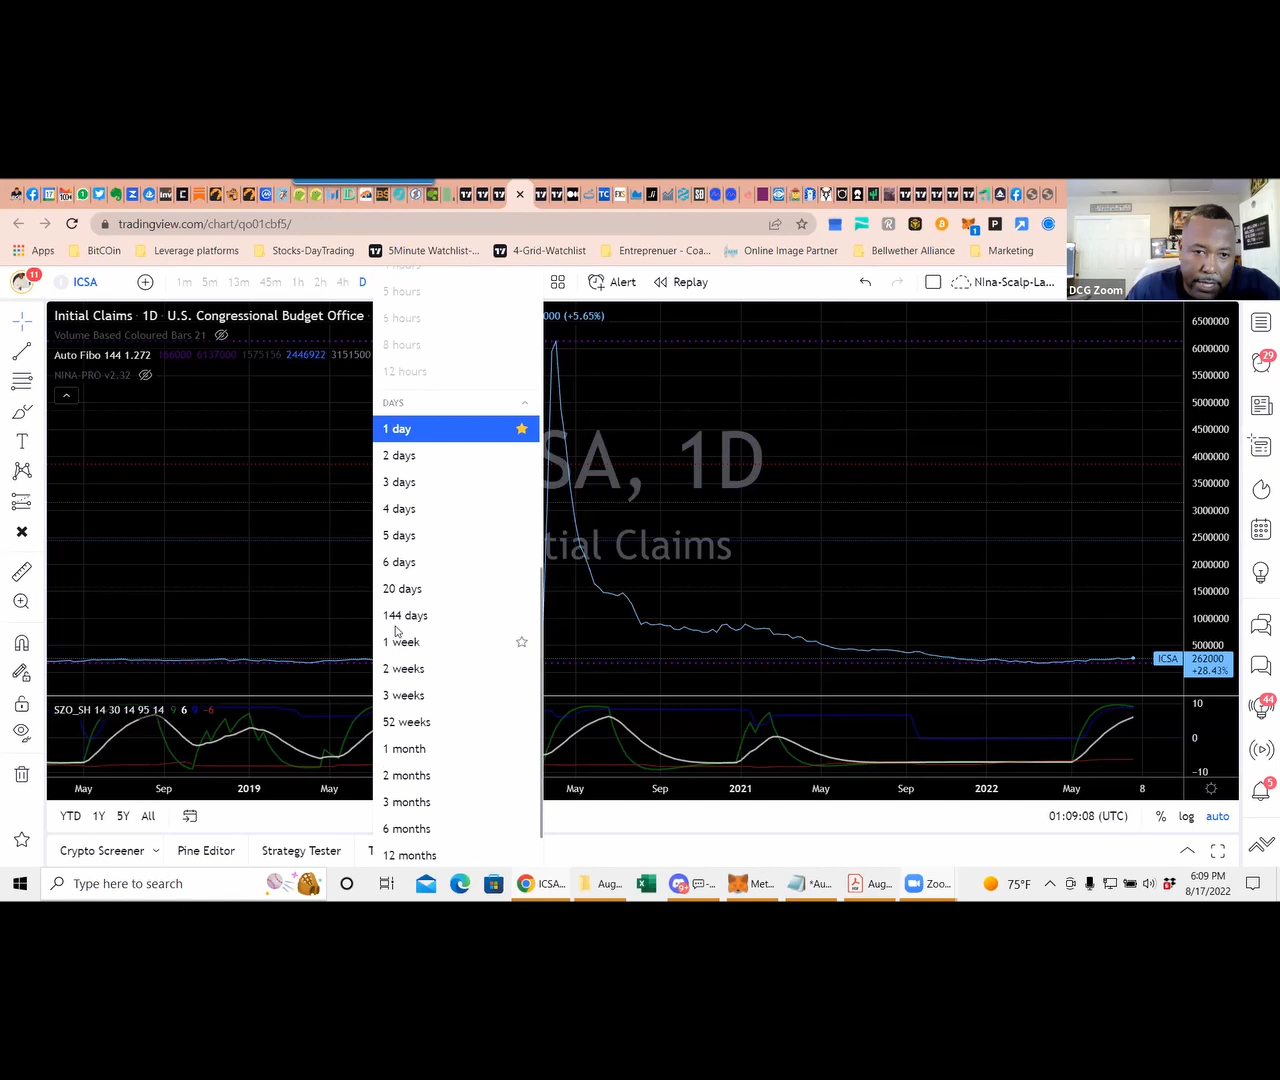 tradingview.com/chart/qo01cbf5/
Apps BitCOin Leverage platforms Stocks-DayTrading 5Minute Watchlist-... 4-Grid-Watchlist Entreprenuer - Coa... Online Image Partner Bellwether Alliance Marketing
DCG Zoom
11 ICSA 1m 5m 13m 45m 1h 2h 4h D Alert Replay NIna-Scalp-La...
Initial Claims · 1D · U.S. Congressional Budget Office
000 (+5.65%)
Volume Based Coloured Bars 21
Auto Fibo 144 1.272 166000 6137000 1575156 2446922 3151500
NINA-PRO v2.32
5 hours
6 hours
8 hours
12 hours
DAYS
1 day
2 days
3 days
4 days
5 days
6 days
20 days
144 days
1 week
2 weeks
3 weeks
52 weeks
1 month
2 months
3 months
6 months
12 months
SA, 1D
tial Claims
6500000
6000000
5500000
5000000
4500000
4000000
3500000
3000000
2500000
2000000
1500000
1000000
500000
ICSA 262000
+28.43%
SZO_SH 14 30 14 95 14 9 6 9 -6
10
0
-10
May Sep 2019 May May Sep 2021 May Sep 2022 May 8
YTD 1Y 5Y All 01:09:08 (UTC) % log auto
Crypto Screener Pine Editor Strategy Tester T
29
44
5
Type here to search ICSA... Aug... Zoo... Met... *Au... Aug... 75°F 6:09 PM
8/17/2022